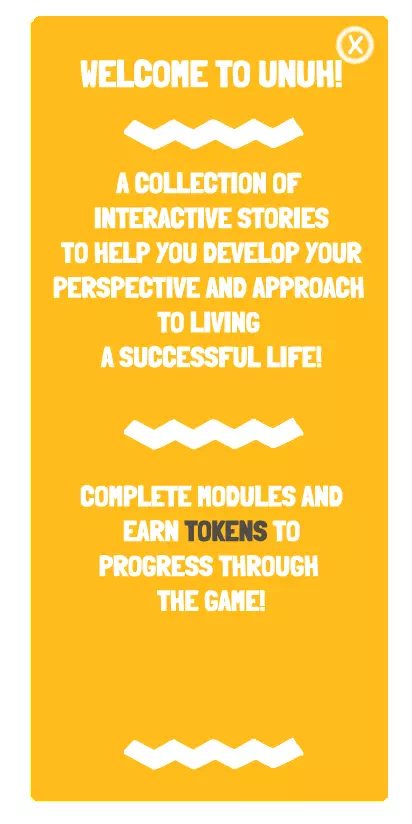 X
WELCOME TO UNUH!
A COLLECTION OF
INTERACTIVE STORIES
TO HELP YOU DEVELOP YOUR
PERSPECTIVE AND APPROACH
TO LIVING
A SUCCESSFUL LIFE!
COMPLETE MODULES AND
EARN TOKENS TO
PROGRESS THROUGH
THE GAME!